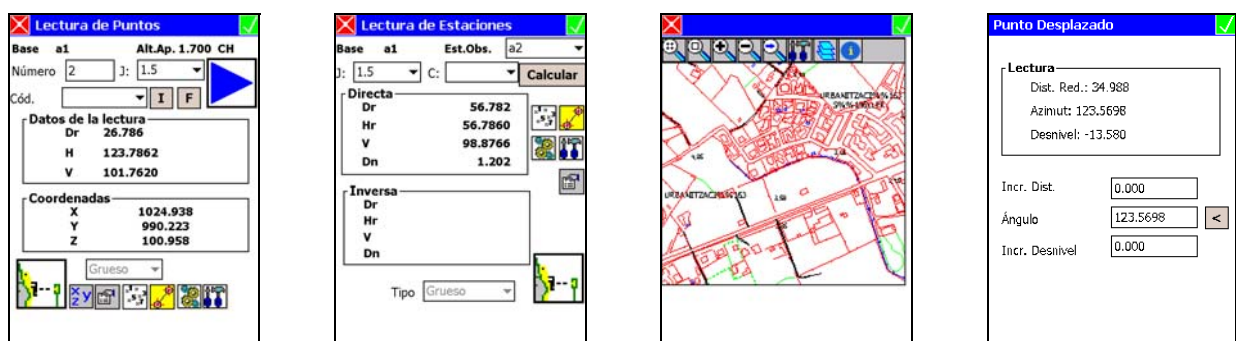 Lectura de Puntos
Base a1 Alt.Ap. 1.700 CH
Número 2 J: 1.5
Cód. I F
Datos de la lectura
Dr 26.786
H 123.7862
V 101.7620
Coordenadas
X 1024.938
Y 990.223
Z 100.958
Grueso
Lectura de Estaciones
Base a1 Est.Obs. a2
J: 1.5 C: Calcular
Directa
Dr 56.782
Hr 56.7860
V 98.8766
Dn 1.202
Inversa
Dr
Hr
V
Dn
Tipo Grueso
Punto Desplazado
Lectura
Dist. Red.: 34.988
Azimut: 123.5698
Desnivel: -13.580
Incr. Dist. 0.000
Ángulo 123.5698 <
Incr. Desnivel 0.000